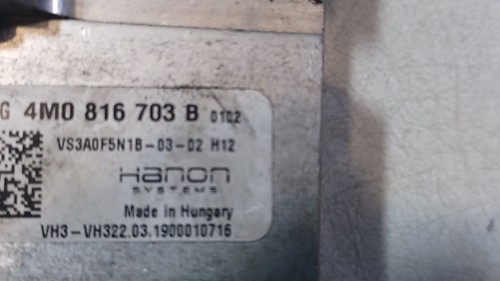 G 4M0 816 703 B 0102
VS3A0F5N1B-03-02 H12
Hanon
SYSTEMS
Made in Hungary
VH3-VH322.03.1900010716